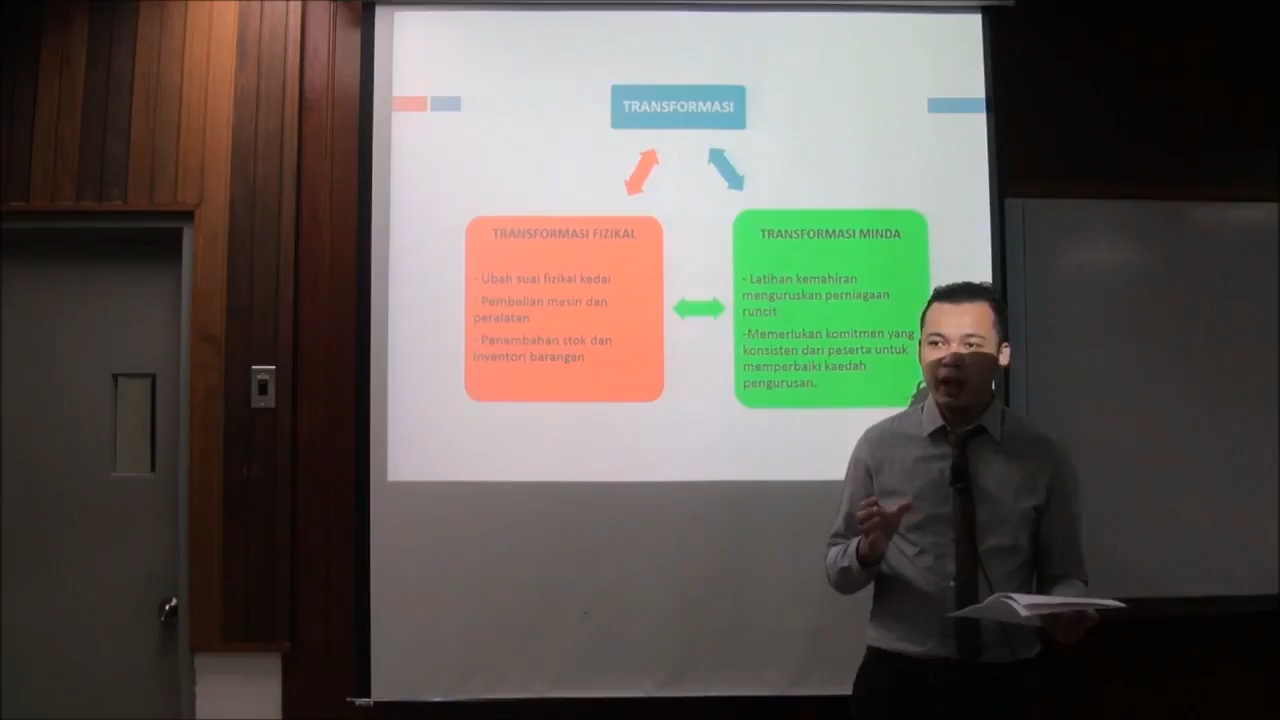 TRANSFORMASI
TRANSFORMASI FIZIKAL
- Ubah suai fizikal kedai
- Pembelian mesin dan
peralatan
- Penambahan stok dan
inventori barangan
TRANSFORMASI MINDA
- Latihan kemahiran
menguruskan perniagaan
runcit
-Memerlukan komitmen yang
konsisten dari peserta untuk
memperbaiki kaedah
pengurusan.